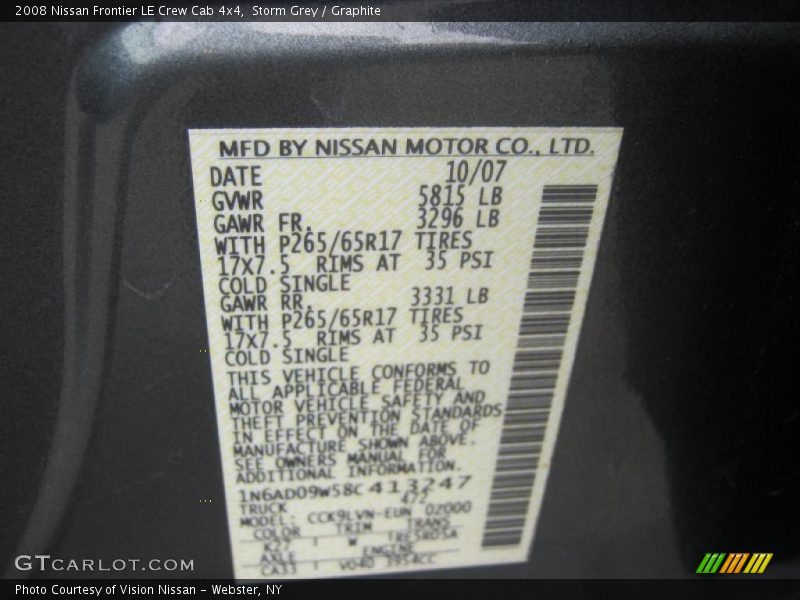 2008 Nissan Frontier LE Crew Cab 4x4, Storm Grey / Graphite
MFD BY NISSAN MOTOR CO., LTD.
DATE 10/07
GVWR 5815 LB
GAWR FR. 3296 LB
WITH P265/65R17 TIRES
17X7.5 RIMS AT 35 PSI
COLD SINGLE
GAWR RR. 3331 LB
WITH P265/65R17 TIRES
17X7.5 RIMS AT 35 PSI
COLD SINGLE
THIS VEHICLE CONFORMS TO
ALL APPLICABLE FEDERAL
MOTOR VEHICLE SAFETY AND
THEFT PREVENTION STANDARDS
IN EFFECT ON THE DATE OF
MANUFACTURE SHOWN ABOVE.
SEE OWNERS MANUAL FOR
ADDITIONAL INFORMATION.
1N6AD09W58C413247
TRUCK 472
MODEL: CCK9LVN-EUN 02000
COLOR TRIM TRANS
W
AXLE ENGINE
CA33 VQ40 3954CC
GTCARLOT.COM
Photo Courtesy of Vision Nissan - Webster, NY